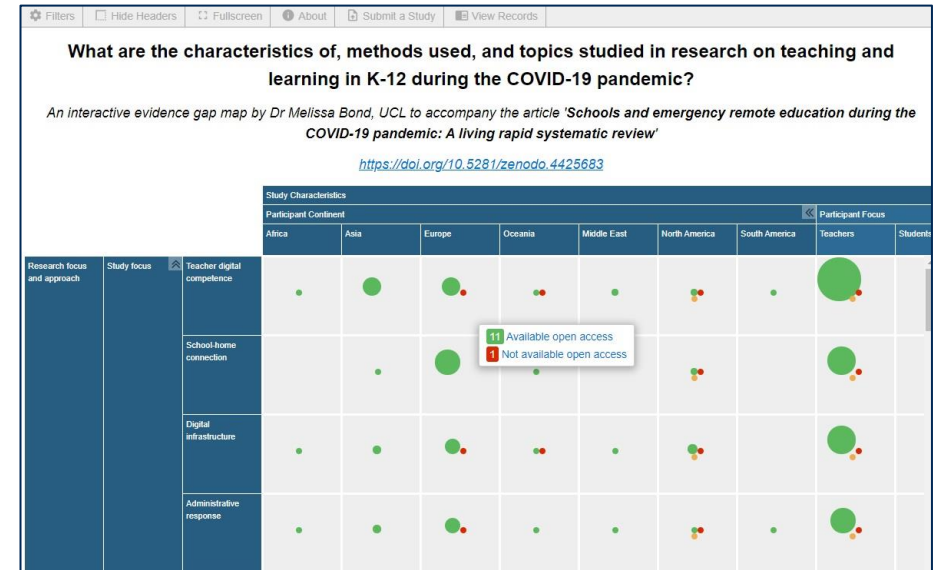 Filters Hide Headers Fullscreen About Submit a Study View Records
What are the characteristics of, methods used, and topics studied in research on teaching and
learning in K-12 during the COVID-19 pandemic?
An interactive evidence gap map by Dr Melissa Bond, UCL to accompany the article 'Schools and emergency remote education during the
COVID-19 pandemic: A living rapid systematic review'
https://doi.org/10.5281/zenodo.4425683
Study Characteristics
Participant Continent Participant Focus
Africa Asia Europe Oceania Middle East North America South America Teachers Students
Research focus
and approach
Study focus
Teacher digital
competence
11 Available open access
1 Not available open access
School-home
connection
Digital
infrastructure
Administrative
response